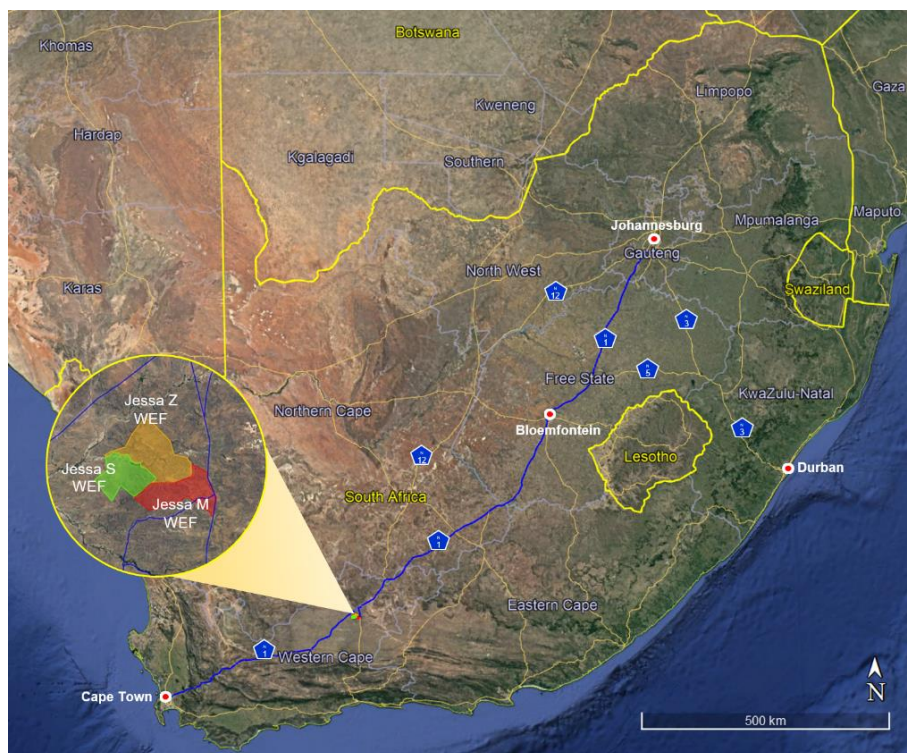 Khomas
Botswana
Limpopo
Gaza
Kweneng
Hardap
Kgalagadi
Southern
Johannesburg
Mpumalanga
Maputo
Gauteng
North West
Karas
Swaziland
N
12
N
3
N
1
N
5
Free State
KwaZulu-Natal
Jessa Z
WEF
Northern Cape
Bloemfontein
N
3
Jessa S
WEF
N
12
Lesotho
Durban
Jessa M
WEF
South Africa
N
1
Eastern Cape
N
1
Western Cape
Cape Town
N
500 km